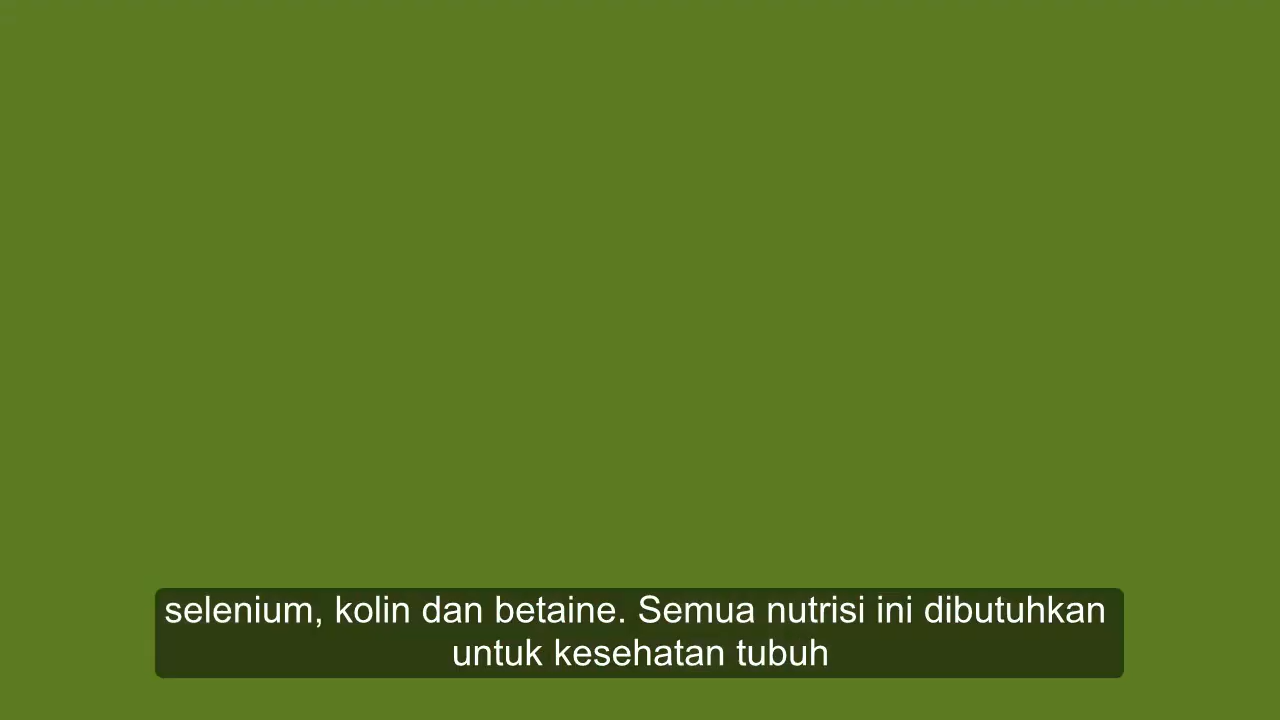 selenium, kolin dan betaine. Semua nutrisi ini dibutuhkan
untuk kesehatan tubuh